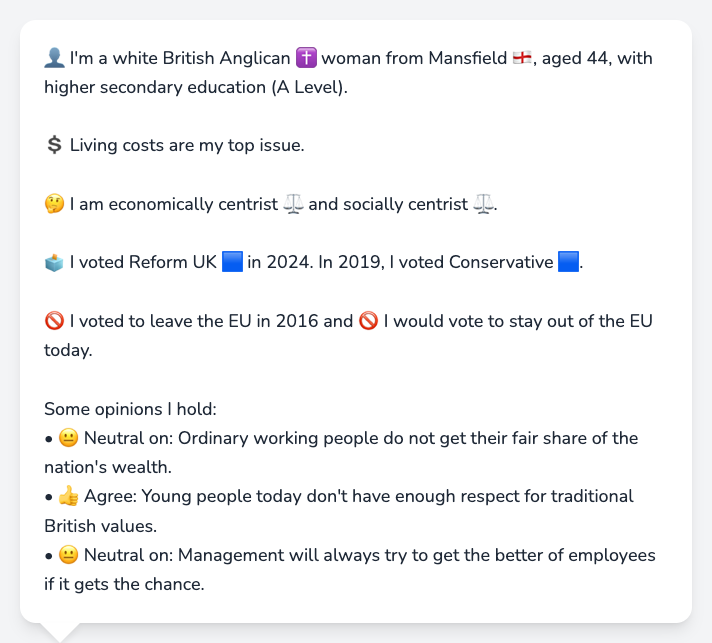 👤 I'm a white British Anglican ✝️ woman from Mansfield 🏴󠁧󠁢󠁥󠁮󠁧󠁿, aged 44, with
higher secondary education (A Level).
💲 Living costs are my top issue.
🤔 I am economically centrist ⚖️ and socially centrist ⚖️.
🗳️ I voted Reform UK 🟦 in 2024. In 2019, I voted Conservative 🟦.
🚫 I voted to leave the EU in 2016 and 🚫 I would vote to stay out of the EU
today.
Some opinions I hold:
• 😐 Neutral on: Ordinary working people do not get their fair share of the
nation's wealth.
• 👍 Agree: Young people today don't have enough respect for traditional
British values.
• 😐 Neutral on: Management will always try to get the better of employees
if it gets the chance.